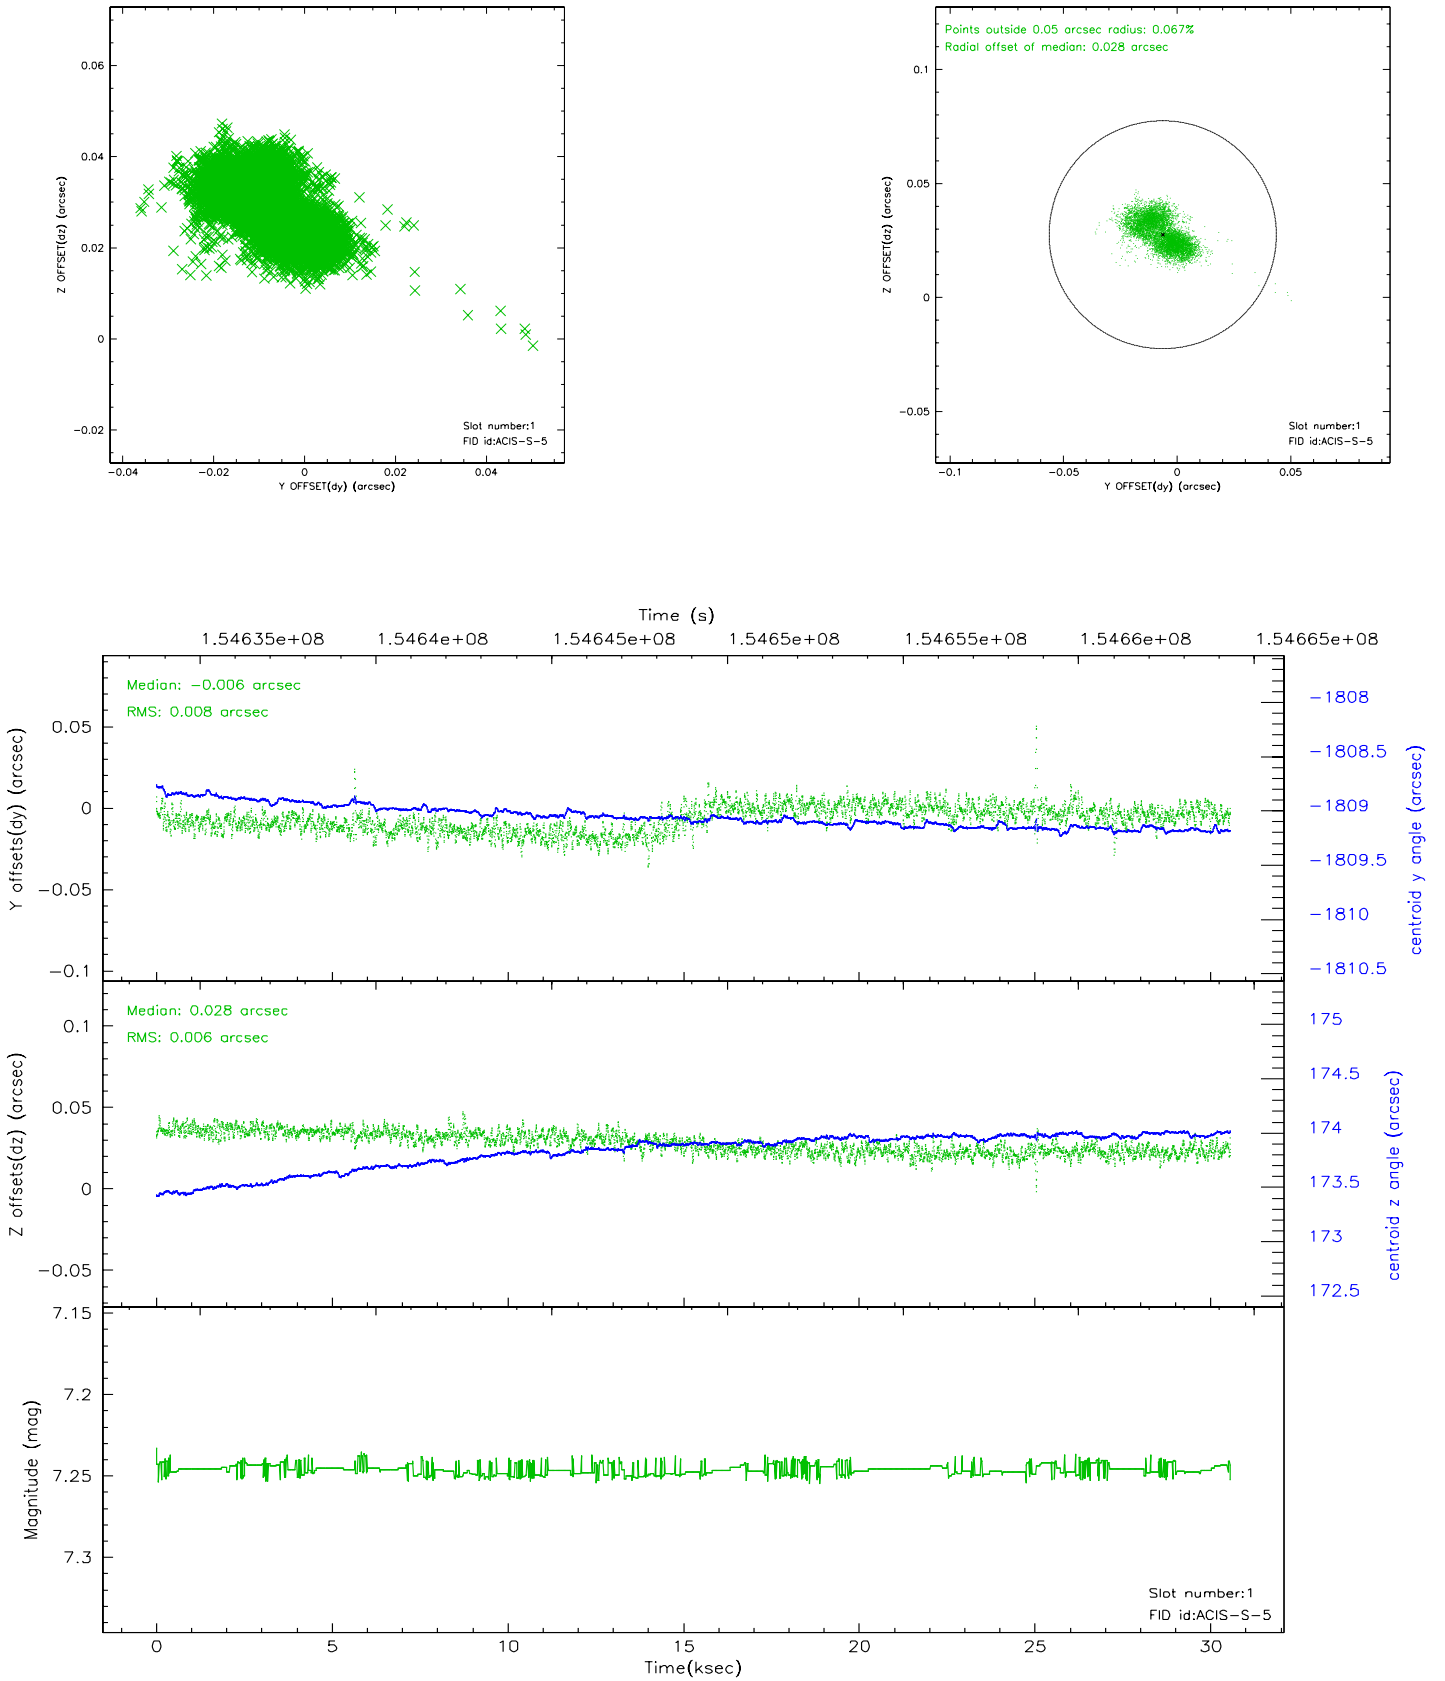 0.06
0.04
0.02
0
−0.02
Z OFFSET(dz) (arcsec)
Slot number:1
FID id:ACIS−S−5
−0.04
−0.02
0
0.02
0.04
Y OFFSET(dy) (arcsec)
Points outside 0.05 arcsec radius: 0.067%
Radial offset of median: 0.028 arcsec
0.1
0.05
0
−0.05
Z OFFSET(dz) (arcsec)
Slot number:1
FID id:ACIS−S−5
−0.1
−0.05
0
0.05
Y OFFSET(dy) (arcsec)
Time (s)
1.54635e+08
1.5464e+08
1.54645e+08
1.5465e+08
1.54655e+08
1.5466e+08
1.54665e+08
Median: −0.006 arcsec
RMS: 0.008 arcsec
0.05
0
−0.05
−0.1
Y offsets(dy) (arcsec)
−1808
−1808.5
−1809
−1809.5
−1810
−1810.5
centroid y angle (arcsec)
Median: 0.028 arcsec
RMS: 0.006 arcsec
0.1
0.05
0
−0.05
Z offsets(dz) (arcsec)
175
174.5
174
173.5
173
172.5
centroid z angle (arcsec)
7.15
7.2
7.25
7.3
Magnitude (mag)
Slot number:1
FID id:ACIS−S−5
0
5
10
15
20
25
30
Time(ksec)